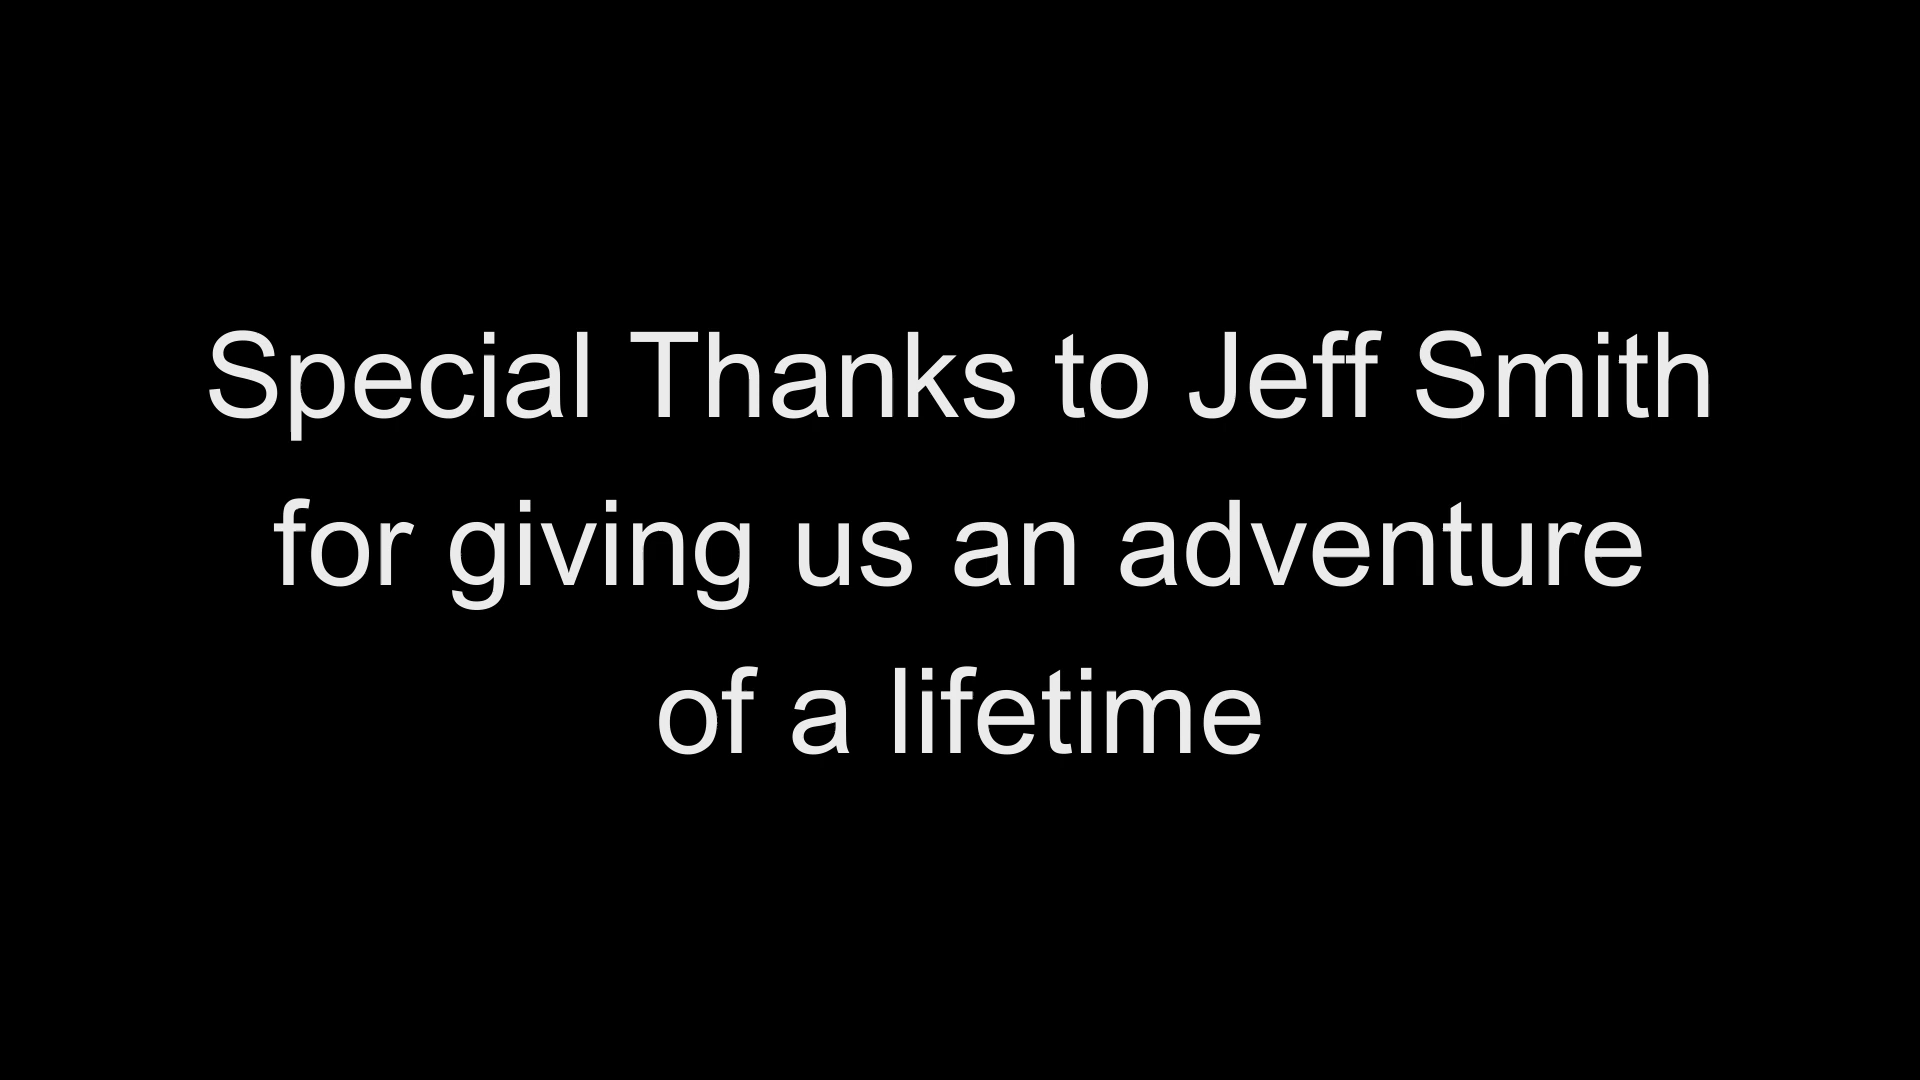 Special Thanks to Jeff Smith
for giving us an adventure
of a lifetime